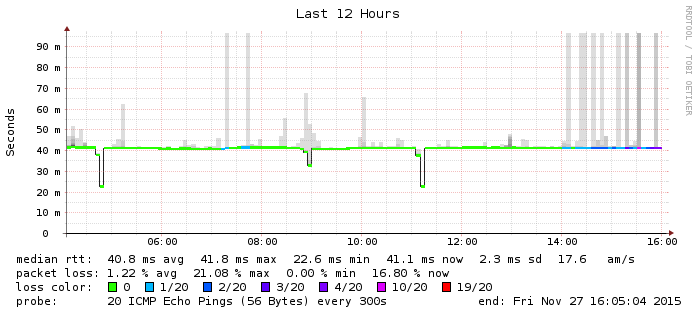 Last 12 Hours
RRDTOOL / TOBI OETIKER
Seconds
90 m
80 m
70 m
60 m
50 m
40 m
30 m
20 m
10 m
0
06:00 08:00 10:00 12:00 14:00 16:00
median rtt: 40.8 ms avg 41.8 ms max 22.6 ms min 41.1 ms now 2.3 ms sd 17.6 am/s
packet loss: 1.22 % avg 21.08 % max 0.00 % min 16.80 % now
loss color: 0 1/20 2/20 3/20 4/20 10/20 19/20
probe: 20 ICMP Echo Pings (56 Bytes) every 300s end: Fri Nov 27 16:05:04 2015